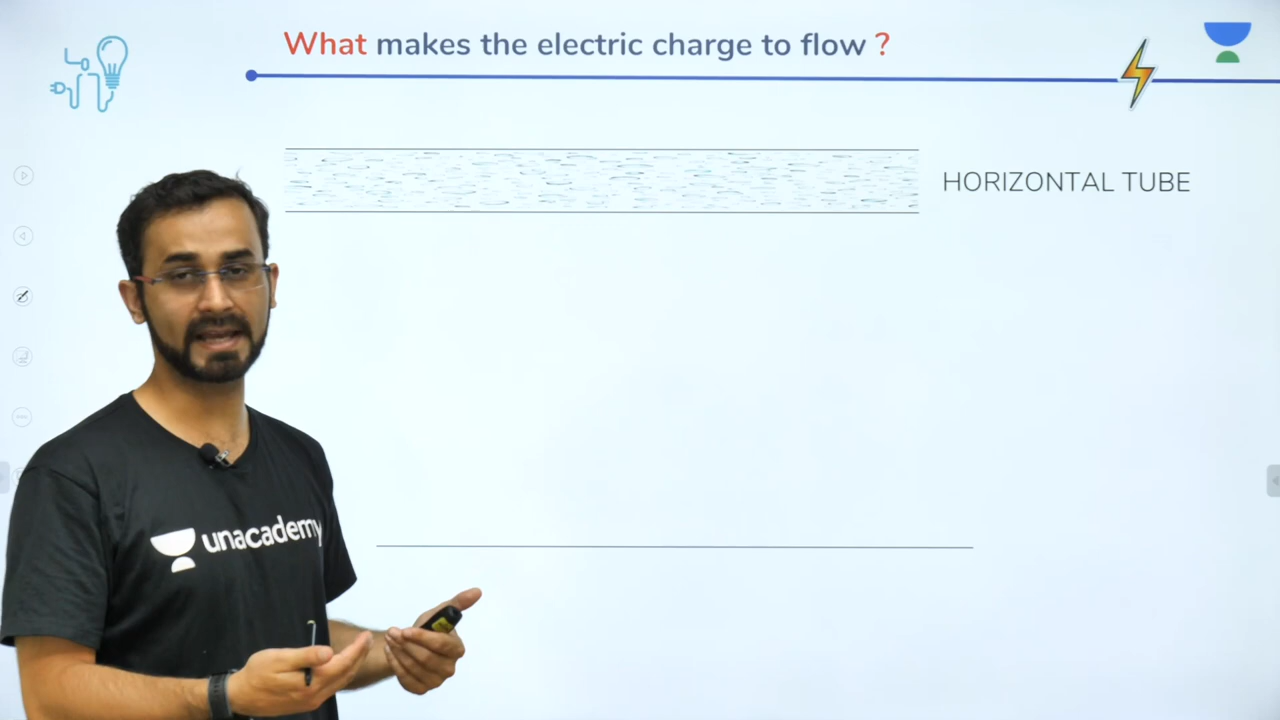 What makes the electric charge to flow ?
HORIZONTAL TUBE
unacademy